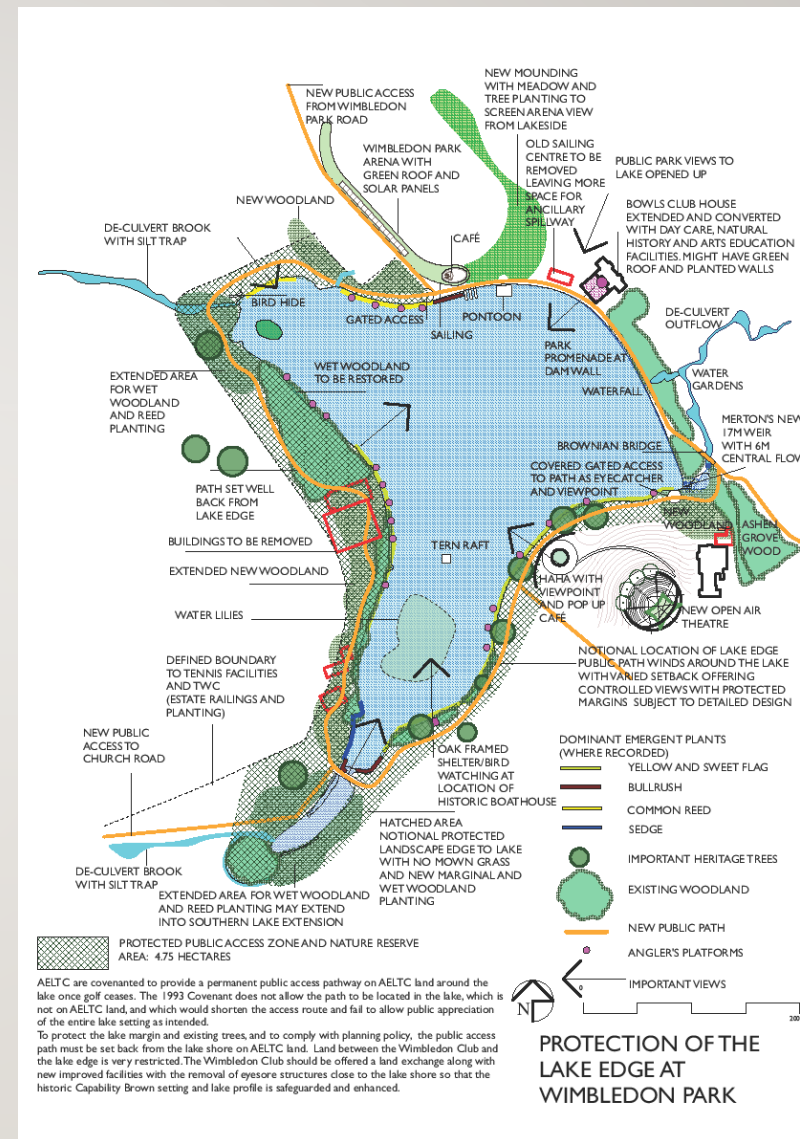 NEW PUBLIC ACCESS
FROM WIMBLEDON
PARK ROAD
NEW MOUNDING
WITH MEADOW AND
TREE PLANTING TO
SCREEN ARENA VIEW
FROM LAKESIDE
WIMBLEDON PARK
ARENA WITH
GREEN ROOF AND
SOLAR PANELS
OLD SAILING
CENTRE TO BE
REMOVED
LEAVING MORE
SPACE FOR
ANCILLARY
SPILLWAY
PUBLIC PARK VIEWS TO
LAKE OPENED UP
BOWLS CLUB HOUSE
EXTENDED AND CONVERTED
WITH DAY CARE, NATURAL
HISTORY AND ARTS EDUCATION
FACILITIES. MIGHT HAVE GREEN
ROOF AND PLANTED WALLS
NEW WOODLAND
DE-CULVERT BROOK
WITH SILT TRAP
CAFÉ
BIRD HIDE
GATED ACCESS
SAILING
PONTOON
PARK
PROMENADE AT
DAM WALL
DE-CULVERT
OUTFLOW
WATER
GARDENS
WATERFALL
EXTENDED AREA
FOR WET
WOODLAND
AND REED
PLANTING
WET WOODLAND
TO BE RESTORED
MERTON'S NEW
17M WEIR
WITH 6M
CENTRAL FLOW
BROWNIAN BRIDGE
COVERED GATED ACCESS
TO PATH AS EYECATCHER
AND VIEWPOINT
PATH SET WELL
BACK FROM
LAKE EDGE
NEW
WOODLAND
ASHEN
GROVE
WOOD
BUILDINGS TO BE REMOVED
TERN RAFT
EXTENDED NEW WOODLAND
HAHA WITH
VIEWPOINT
AND POP UP
CAFÉ
NEW OPEN AIR
THEATRE
WATER LILIES
DEFINED BOUNDARY
TO TENNIS FACILITIES
AND TWC
(ESTATE RAILINGS AND
PLANTING)
NOTIONAL LOCATION OF LAKE EDGE
PUBLIC PATH WINDS AROUND THE LAKE
WITH VARIED SETBACK OFFERING
CONTROLLED VIEWS WITH PROTECTED
MARGINS SUBJECT TO DETAILED DESIGN
NEW PUBLIC
ACCESS TO
CHURCH ROAD
OAK FRAMED
SHELTER/BIRD
WATCHING AT
LOCATION OF
HISTORIC BOATHOUSE
DOMINANT EMERGENT PLANTS
(WHERE RECORDED)
YELLOW AND SWEET FLAG
BULLRUSH
COMMON REED
SEDGE
IMPORTANT HERITAGE TREES
EXISTING WOODLAND
NEW PUBLIC PATH
ANGLER'S PLATFORMS
IMPORTANT VIEWS
HATCHED AREA
NOTIONAL PROTECTED
LANDSCAPE EDGE TO LAKE
WITH NO MOWN GRASS
AND NEW MARGINAL AND
WET WOODLAND
PLANTING
DE-CULVERT BROOK
WITH SILT TRAP
EXTENDED AREA FOR WET WOODLAND
AND REED PLANTING MAY EXTEND
INTO SOUTHERN LAKE EXTENSION
PROTECTED PUBLIC ACCESS ZONE AND NATURE RESERVE
AREA: 4.75 HECTARES
AELTC are covenanted to provide a permanent public access pathway on AELTC land around the
lake once golf ceases. The 1993 Covenant does not allow the path to be located in the lake, which is
not on AELTC land, and which would shorten the access route and fail to allow public appreciation
of the entire lake setting as intended.
To protect the lake margin and existing trees, and to comply with planning policy, the public access
path must be set back from the lake shore on AELTC land. Land between the Wimbledon Club and
the lake edge is very restricted. The Wimbledon Club should be offered a land exchange along with
new improved facilities with the removal of eyesore structures close to the lake shore so that the
historic Capability Brown setting and lake profile is safeguarded and enhanced.
N
0
200
PROTECTION OF THE
LAKE EDGE AT
WIMBLEDON PARK